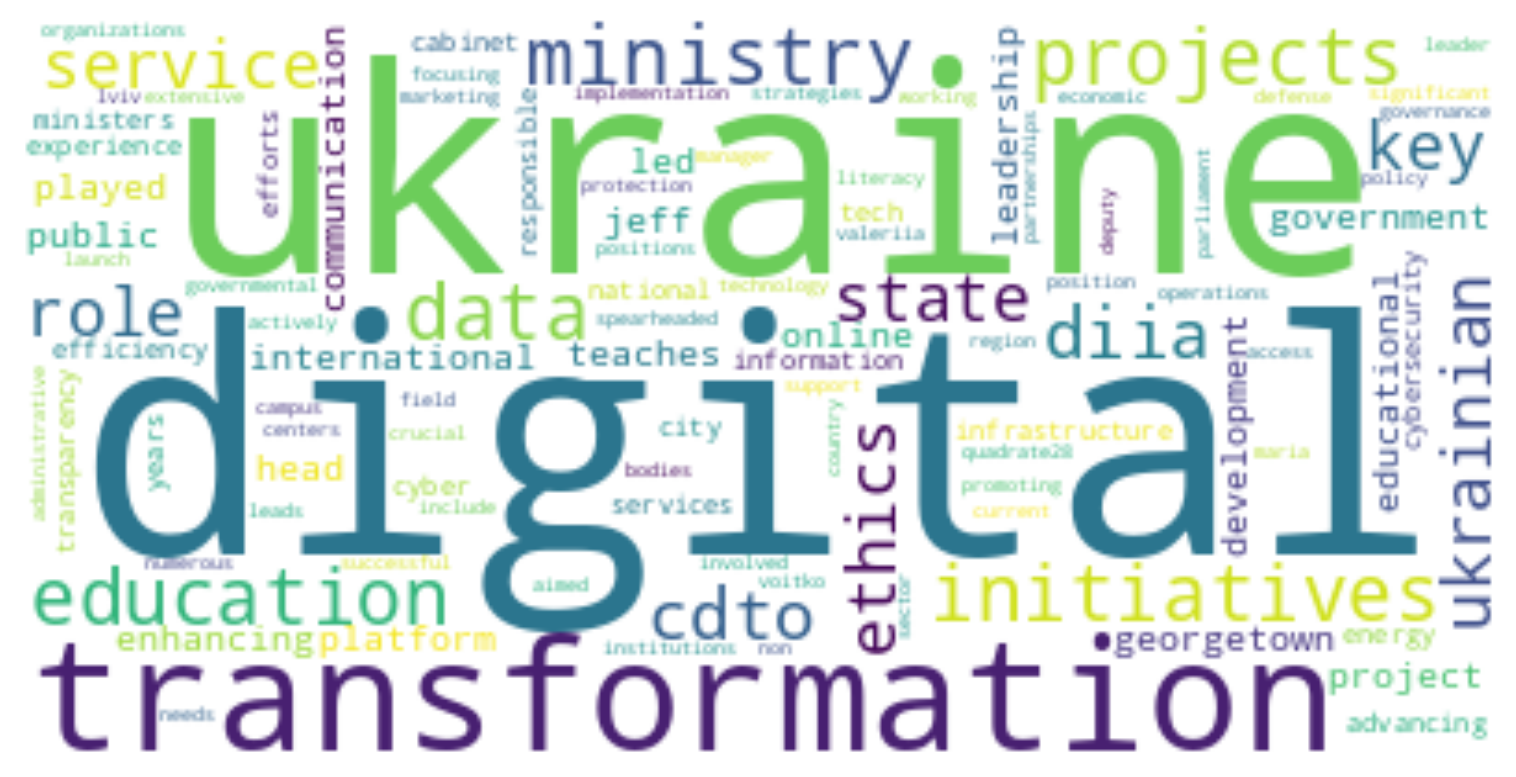 organizations
service
communication
cabinet
ministry
leadership
projects
leader
focusing
lviv
extensive
marketing
implementation
strategies
working
economic
defense
significant
governance
ministers
experience
efforts
ukraine
responsible
led
manager
protection
literacy
partnerships
key
policy
played
jeff
tech
deputy
parliament
government
public
positions
valeriia
launch
governmental
data
national
technology
state
position
operations
cybersecurity
role
actively
spearheaded
online
region
diia
educational
ukrainian
efficiency
international
teaches
information
development
access
digital
support
administrative
transparency
years
campus
field
centers
crucial
city
country
ethics
infrastructure
quadrate28
maria
head
bodies
cyber
include
services
promoting
current
leads
numerous
successful
involved
education
aimed
voitko
initiatives
cdto
sector
enhancing
platform
institutions
non
georgetown
energy
transformation
project
needs
advancing